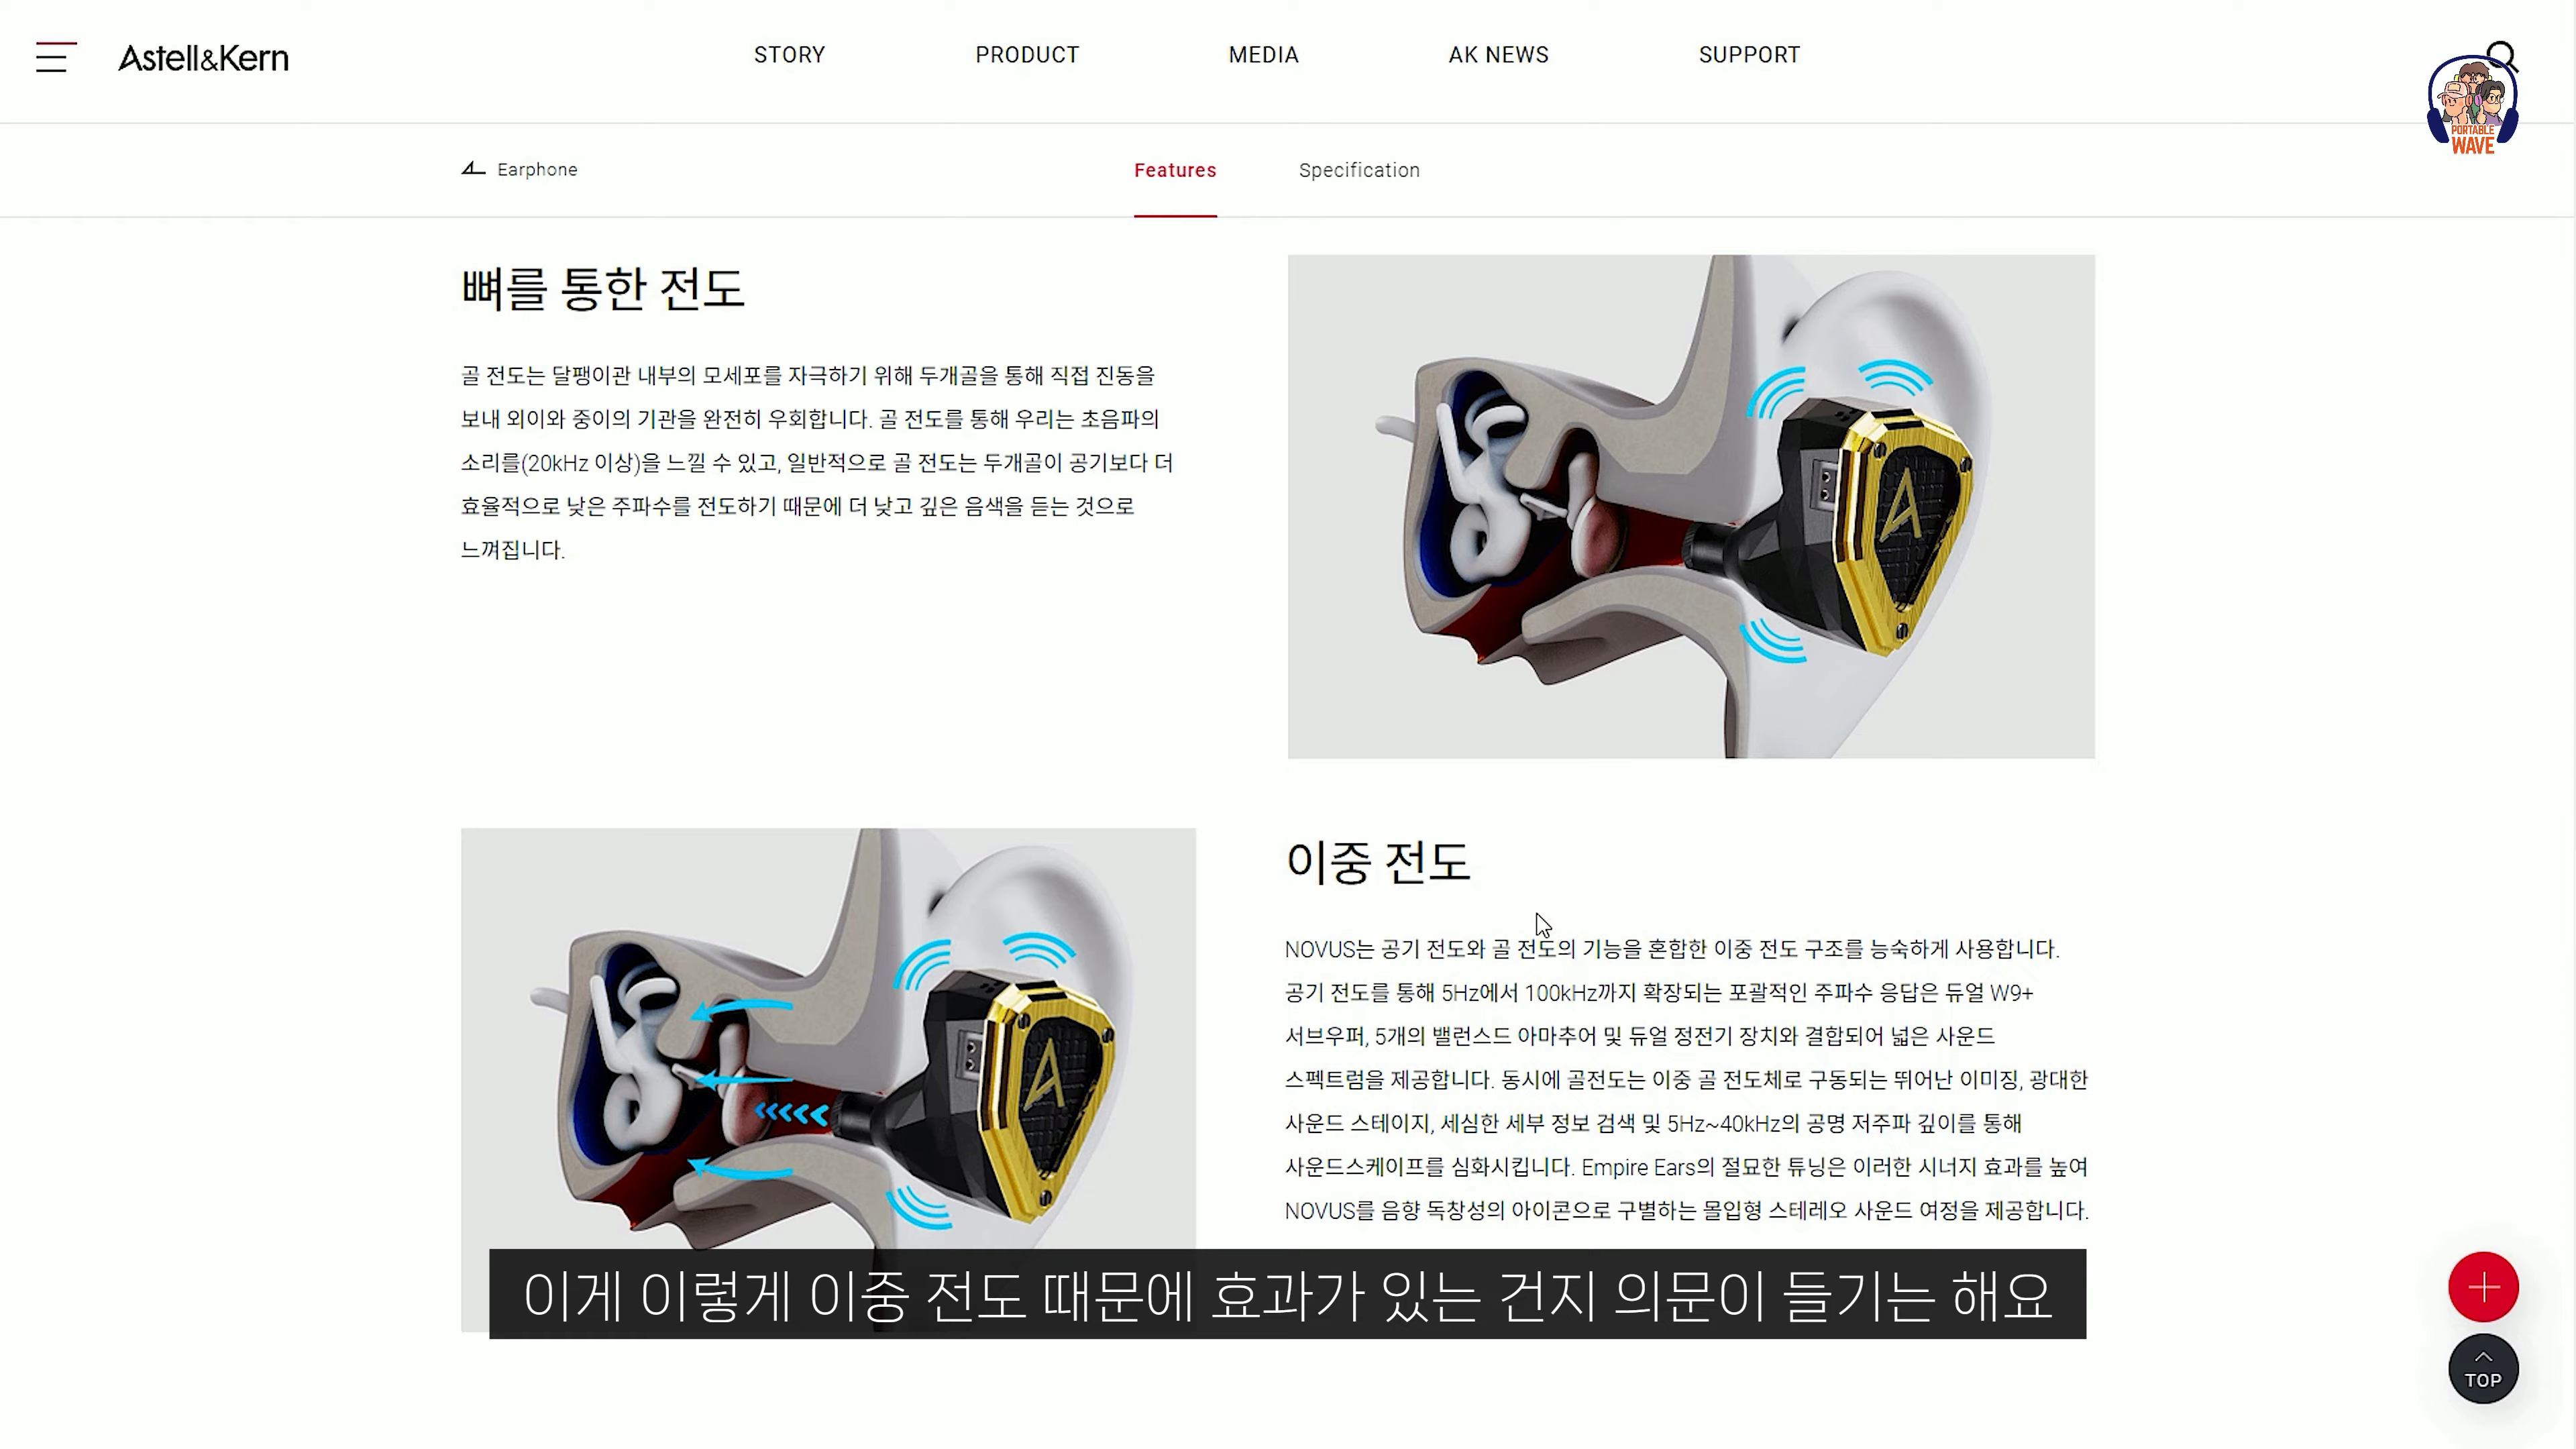 Astell&Kern
STORY
PRODUCT
MEDIA
AK NEWS
SUPPORT
PORTABLE
WAVE
Earphone
Features
Specification
뼈를 통한 전도
골 전도는 달팽이관 내부의 모세포를 자극하기 위해 두개골을 통해 직접 진동을
보내 외이와 중이의 기관을 완전히 우회합니다. 골 전도를 통해 우리는 초음파의
소리를(20kHz 이상)을 느낄 수 있고, 일반적으로 골 전도는 두개골이 공기보다 더
효율적으로 낮은 주파수를 전도하기 때문에 더 낮고 깊은 음색을 듣는 것으로
느껴집니다.
이중 전도
NOVUS는 공기 전도와 골 전도의 기능을 혼합한 이중 전도 구조를 능숙하게 사용합니다.
공기 전도를 통해 5Hz에서 100kHz까지 확장되는 포괄적인 주파수 응답은 듀얼 W9+
서브우퍼, 5개의 밸런스드 아마추어 및 듀얼 정전기 장치와 결합되어 넓은 사운드
스펙트럼을 제공합니다. 동시에 골전도는 이중 골 전도체로 구동되는 뛰어난 이미징, 광대한
사운드 스테이지, 세심한 세부 정보 검색 및 5Hz~40kHz의 공명 저주파 깊이를 통해
사운드스케이프를 심화시킵니다. Empire Ears의 절묘한 튜닝은 이러한 시너지 효과를 높여
NOVUS를 음향 독창성의 아이콘으로 구별하는 몰입형 스테레오 사운드 여정을 제공합니다.
이게 이렇게 이중 전도 때문에 효과가 있는 건지 의문이 들기는 해요
TOP